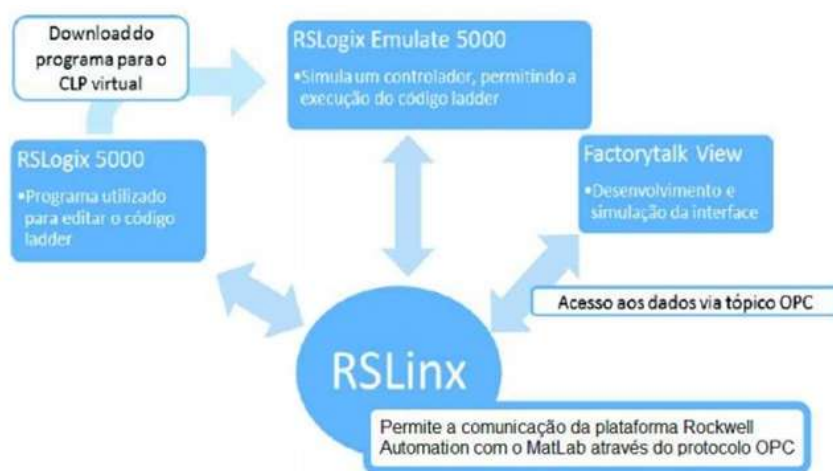 Download do
programa para o
CLP virtual
RSLogix Emulate 5000
•Simula um controlador, permitindo a
execução do código ladder
RSLogix 5000
•Programa utilizado
para editar o código
ladder
Factorytalk View
•Desenvolvimento e
simulação da interface
Acesso aos dados via tópico OPC
RSLinx
Permite a comunicação da plataforma Rockwell
Automation com o MatLab através do protocolo OPC